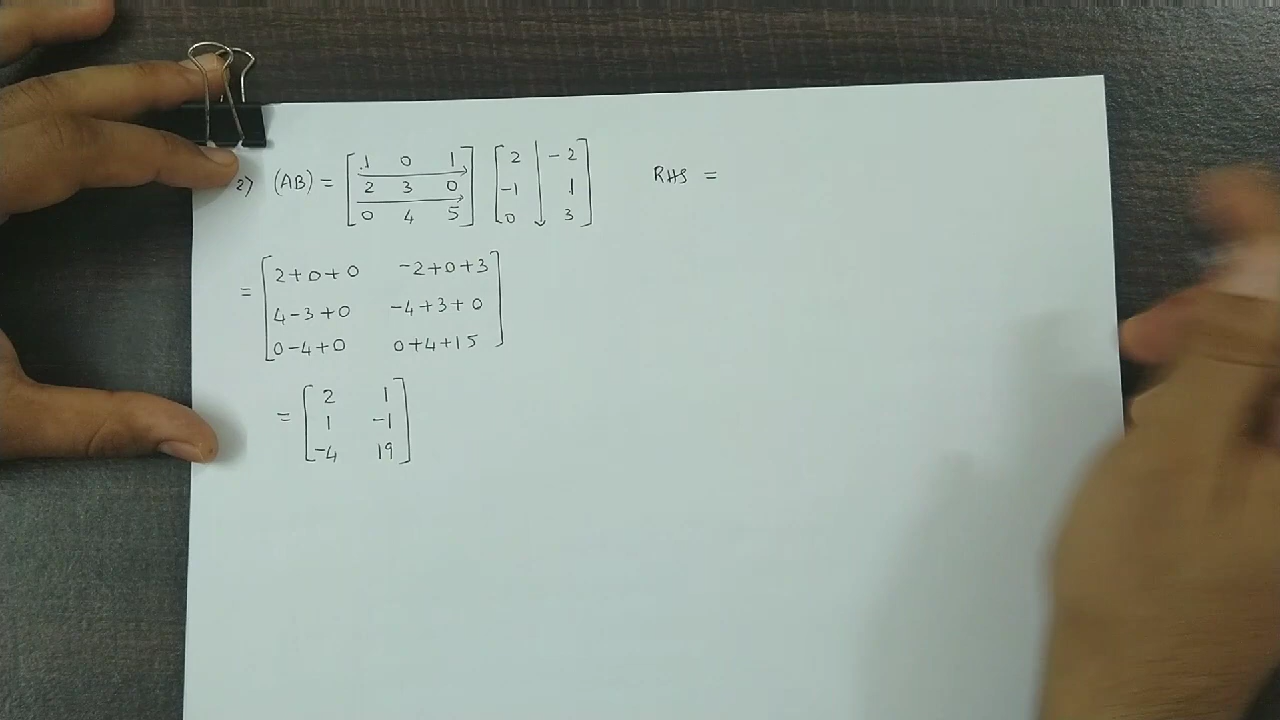 2) (AB) = [1 0 1 [2 -2 RHS =
2 3 0 -1 1
0 4 5] 0 3]
= [2+0+0 -2+0+3
4-3+0 -4+3+0
0-4+0 0+4+15]
= [2 1
1 -1
-4 19]